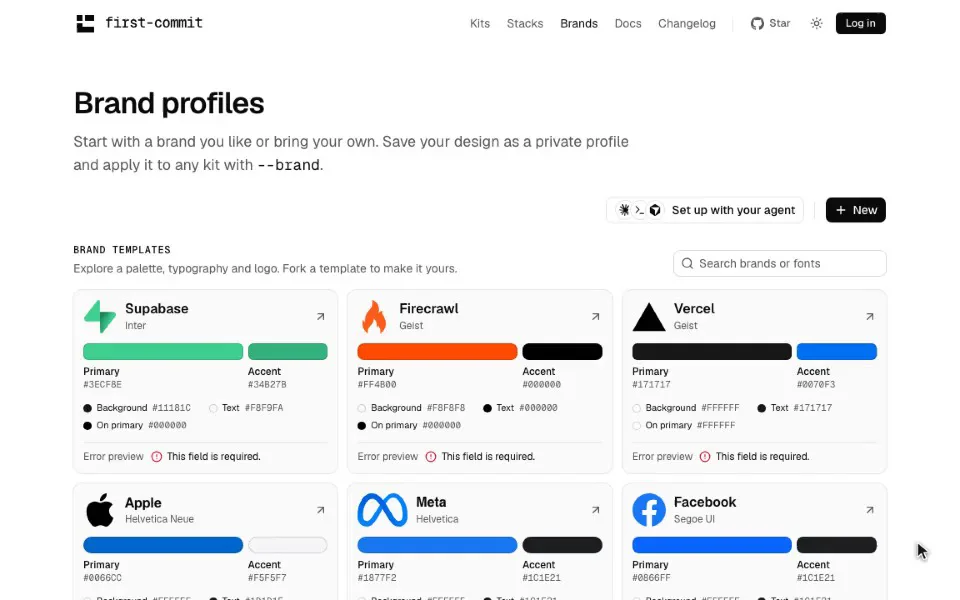 first-commit
Kits Stacks Brands Docs Changelog Star Log in
Brand profiles
Start with a brand you like or bring your own. Save your design as a private profile
and apply it to any kit with --brand.
Set up with your agent + New
BRAND TEMPLATES
Explore a palette, typography and logo. Fork a template to make it yours.
Search brands or fonts
Supabase
Inter
Primary Accent
#3ECF8E #34B27B
Background #11181C Text #F8F9FA
On primary #000000
Error preview This field is required.
Firecrawl
Geist
Primary Accent
#FF4B00 #000000
Background #F8F8F8 Text #000000
On primary #000000
Error preview This field is required.
Vercel
Geist
Primary Accent
#171717 #0070F3
Background #FFFFFF Text #171717
On primary #FFFFFF
Error preview This field is required.
Apple
Helvetica Neue
Primary Accent
#0066CC #F5F5F7
Meta
Helvetica
Primary Accent
#1877F2 #1C1E21
Facebook
Segoe UI
Primary Accent
#0866FF #1C1E21